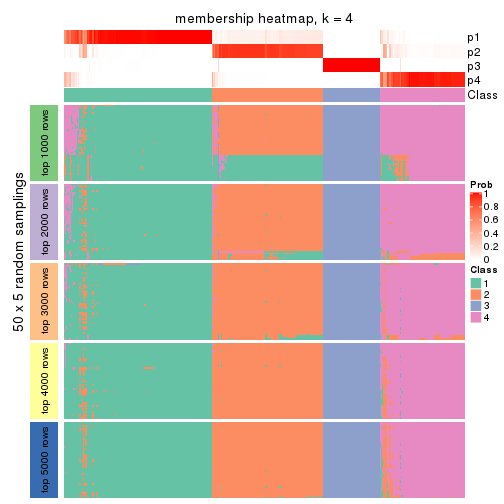 membership heatmap, k = 4
p1
p2
p3
p4
Class
50 x 5 random samplings
top 1000 rows
top 2000 rows
top 3000 rows
top 4000 rows
top 5000 rows
Prob
1
0.8
0.6
0.4
0.2
0
Class
1
2
3
4